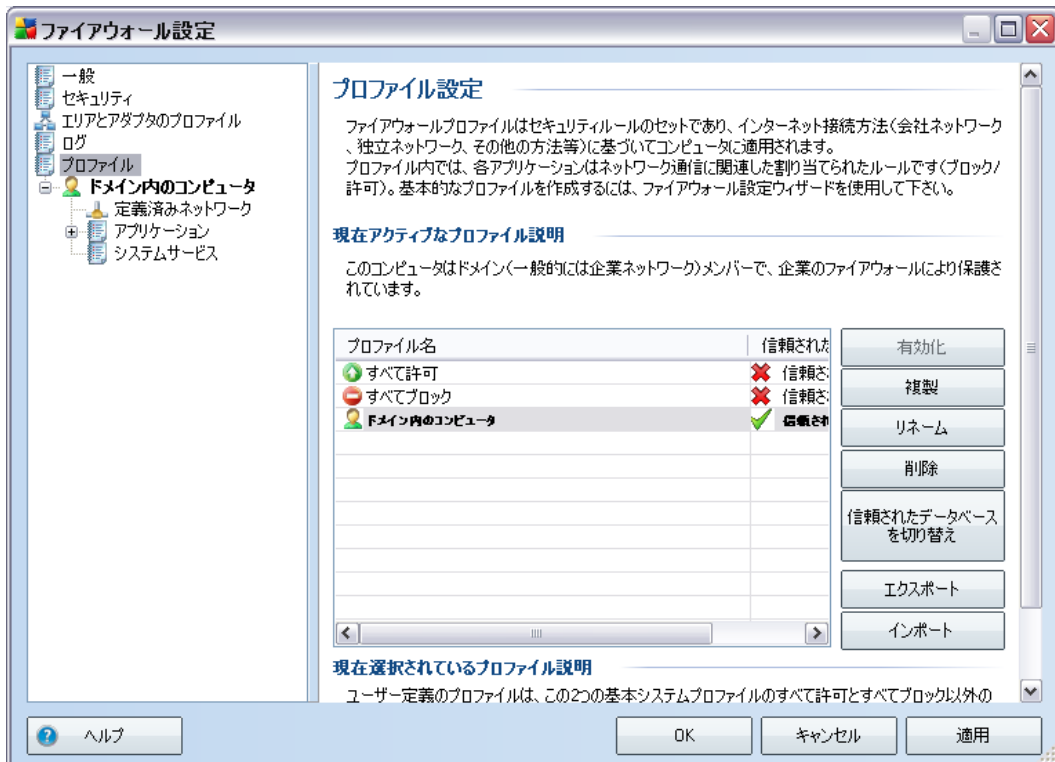 ファイアウォール設定
一般
セキュリティ
エリアとアダプタのプロファイル
ログ
プロファイル
ドメイン内のコンピュータ
定義済みネットワーク
アプリケーション
システムサービス
プロファイル設定
ファイアウォールプロファイルはセキュリティルールのセットであり、インターネット接続方法(会社ネットワーク
、独立ネットワーク、その他の方法等)に基づいてコンピュータに適用されます。
プロファイル内では、各アプリケーションはネットワーク通信に関連した割り当てられたルールです(ブロック/
許可)。基本的なプロファイルを作成するには、ファイアウォール設定ウィザードを使用して下さい。
現在アクティブなプロファイル説明
このコンピュータはドメイン(一般的には企業ネットワーク)メンバーで、企業のファイアウォールにより保護さ
れています。
プロファイル名 信頼された
すべて許可 信頼さ
すべてブロック 信頼さ
ドメイン内のコンピュータ 信頼され
有効化
複製
リネーム
削除
信頼されたデータベース
を切り替え
エクスポート
インポート
現在選択されているプロファイル説明
ユーザー定義のプロファイルは、この2つの基本システムプロファイルのすべて許可とすべてブロック以外の
ヘルプ
OK
キャンセル
適用